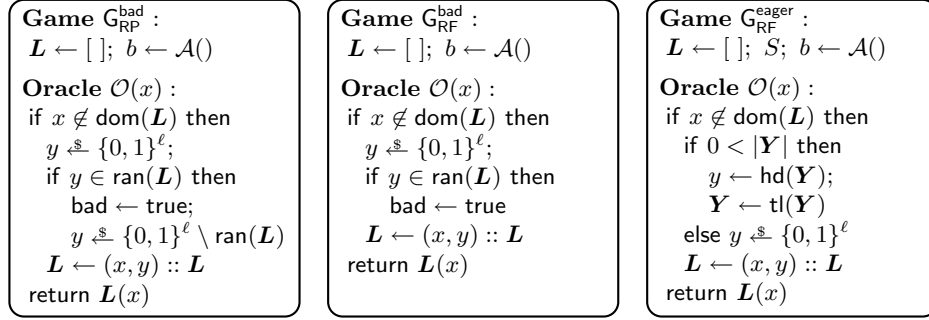 Game G_RP^bad :
L ← [ ]; b ← A()
Oracle O(x) :
if x ∉ dom(L) then
y ←$ {0, 1}^ℓ;
if y ∈ ran(L) then
bad ← true;
y ←$ {0, 1}^ℓ \ ran(L)
L ← (x, y) :: L
return L(x)
Game G_RF^bad :
L ← [ ]; b ← A()
Oracle O(x) :
if x ∉ dom(L) then
y ←$ {0, 1}^ℓ;
if y ∈ ran(L) then
bad ← true
L ← (x, y) :: L
return L(x)
Game G_RF^eager :
L ← [ ]; S; b ← A()
Oracle O(x) :
if x ∉ dom(L) then
if 0 < |Y| then
y ← hd(Y);
Y ← tl(Y)
else y ←$ {0, 1}^ℓ
L ← (x, y) :: L
return L(x)